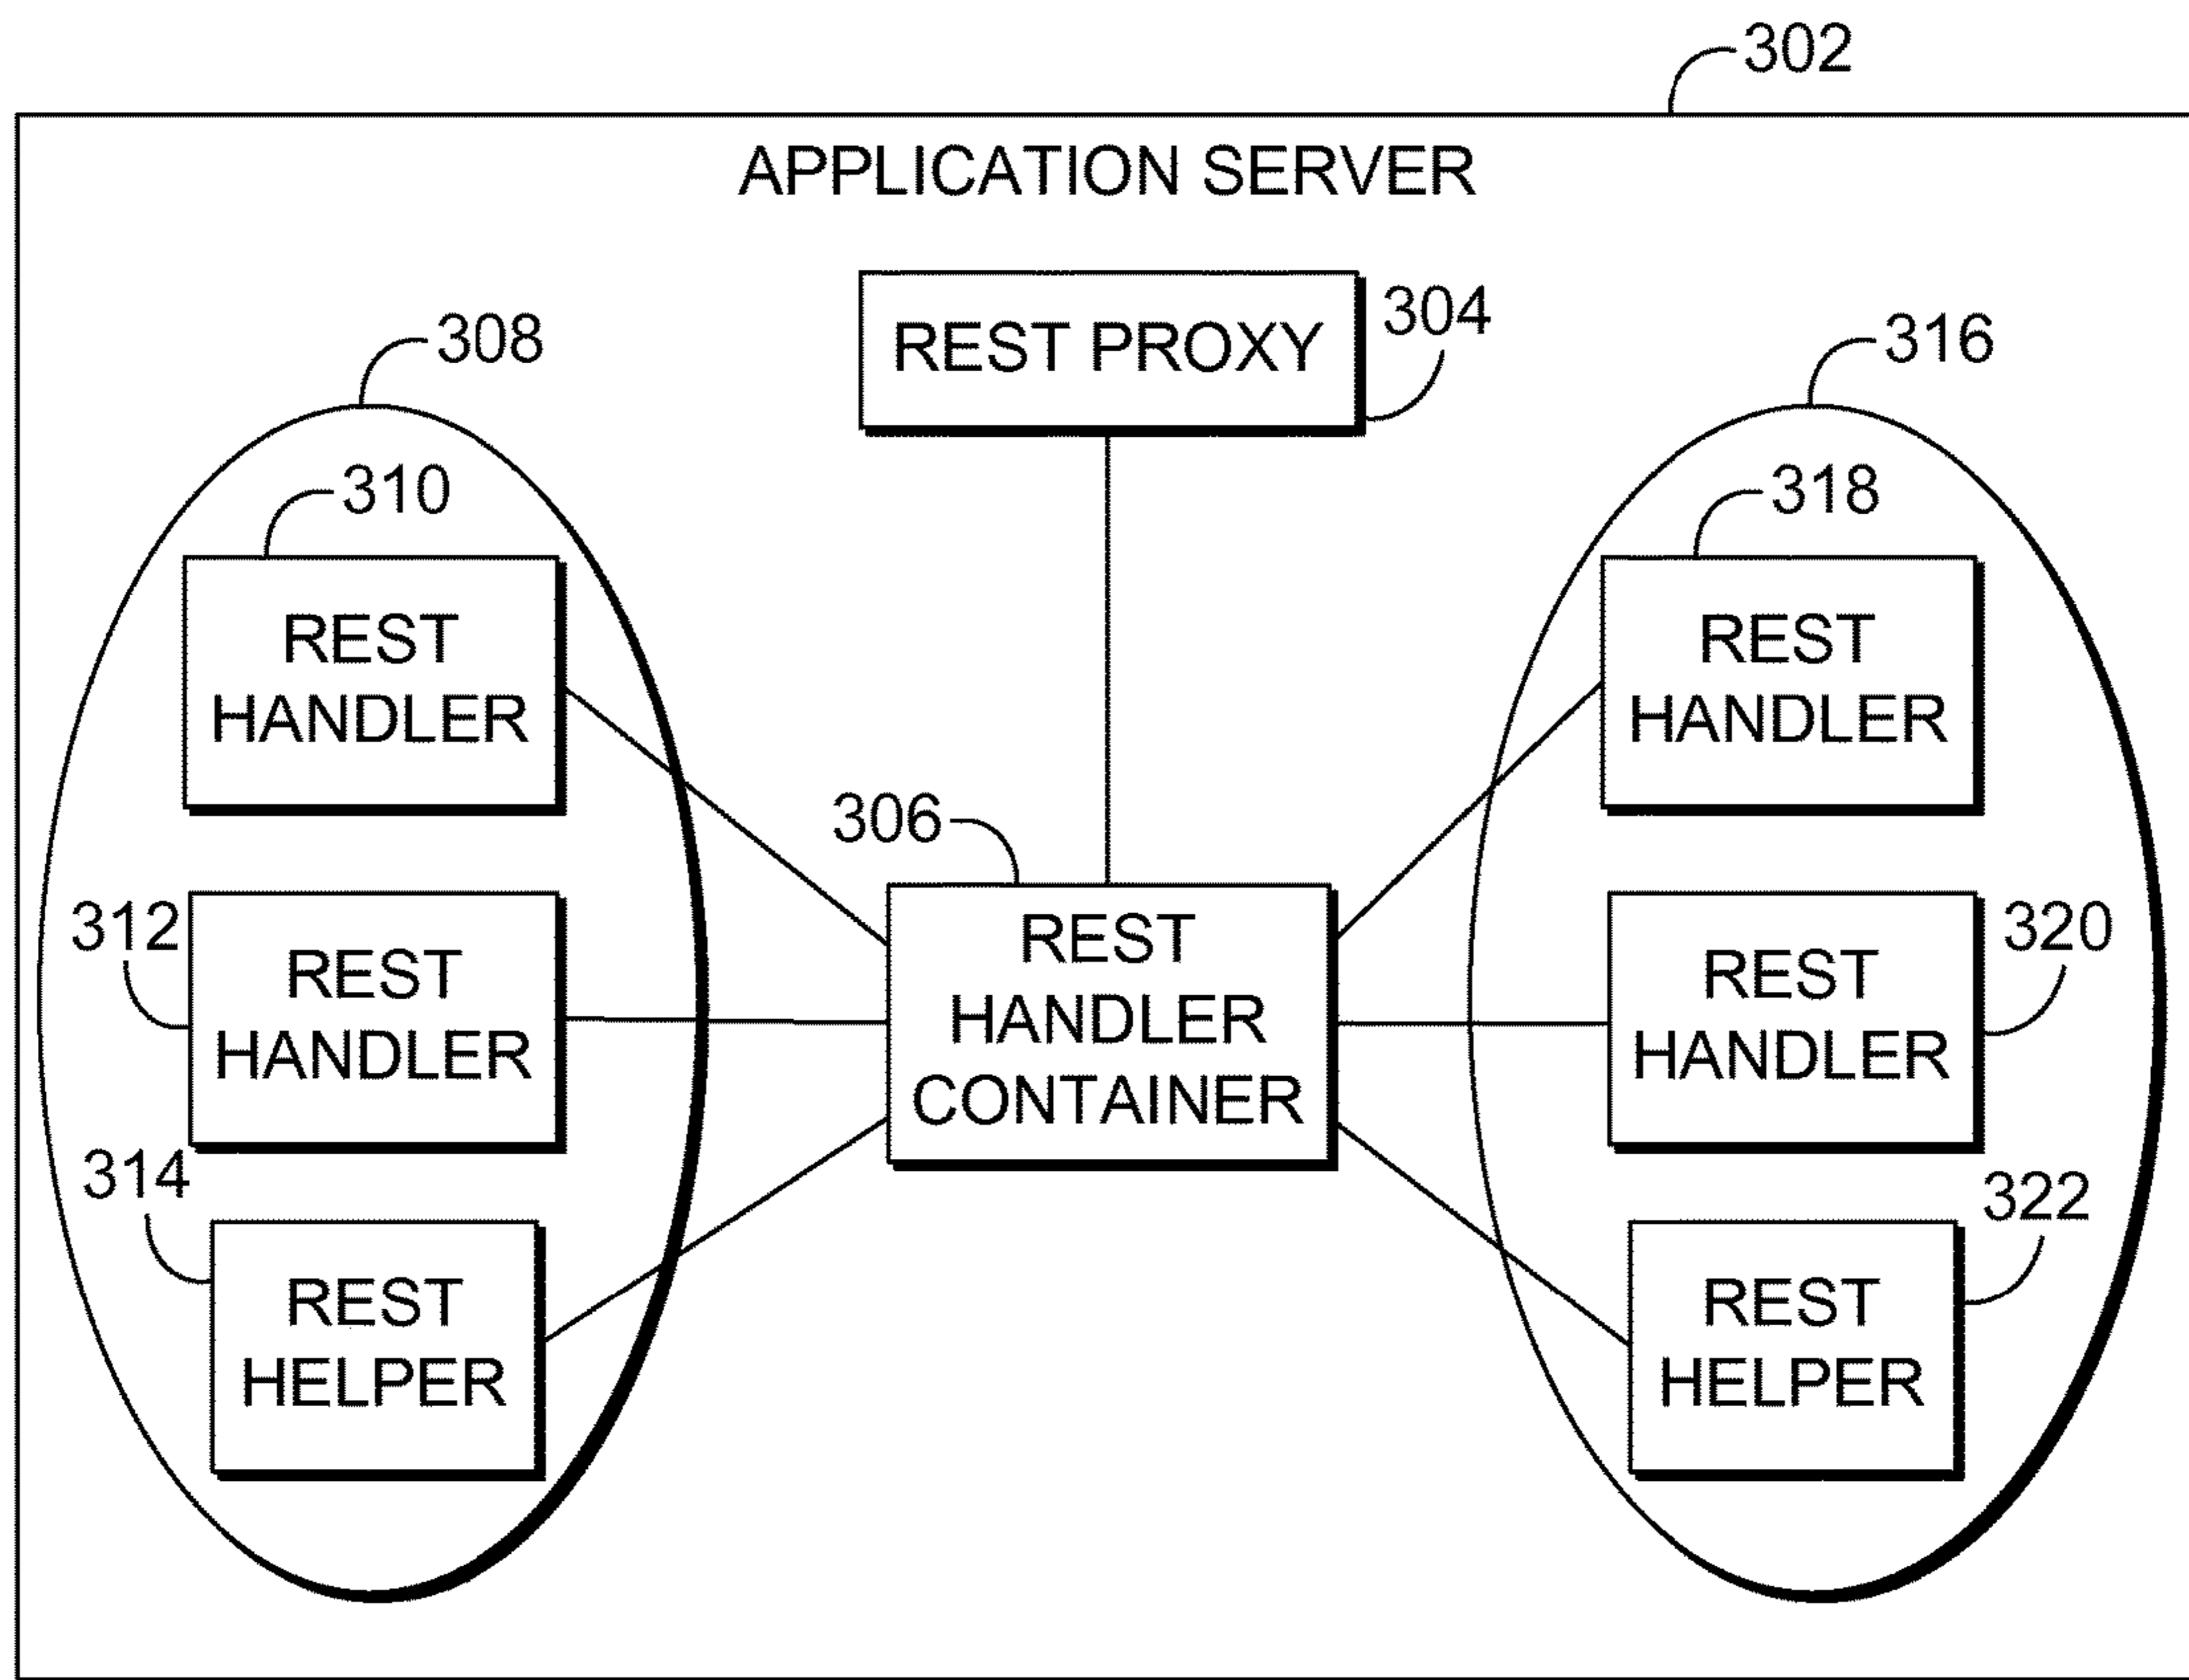 302
APPLICATION SERVER
REST PROXY
304
308
316
310
318
REST
HANDLER
REST
HANDLER
306
312
REST
HANDLER
REST
HANDLER
CONTAINER
REST
HANDLER
320
314
REST
HELPER
REST
HELPER
322